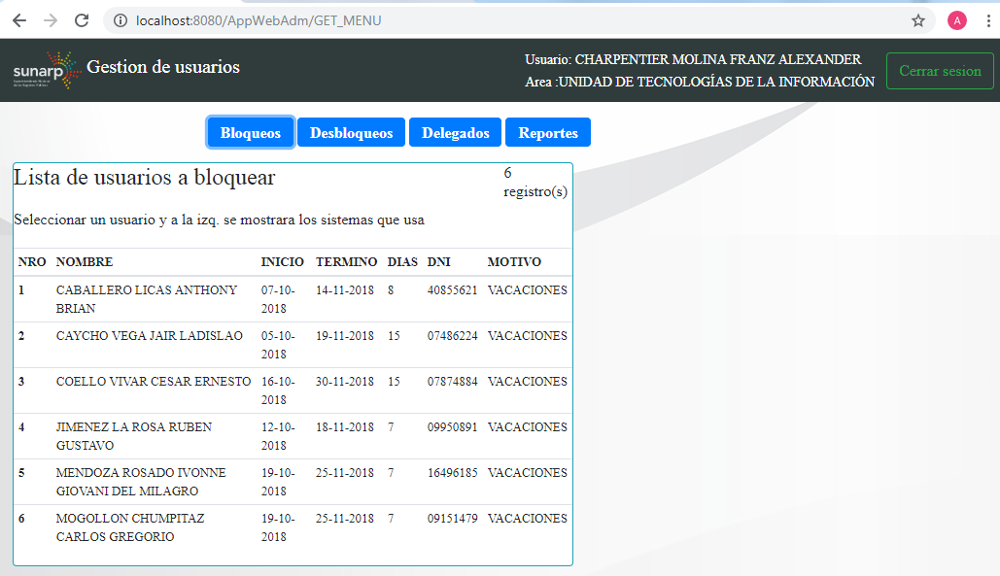 localhost:8080/AppWebAdm/GET_MENU
A
sunarp
Gestion de usuarios
Usuario: CHARPENTIER MOLINA FRANZ ALEXANDER
Area :UNIDAD DE TECNOLOGÍAS DE LA INFORMACIÓN
Cerrar sesion
Bloqueos Desbloqueos Delegados Reportes
Lista de usuarios a bloquear
6
registro(s)
Seleccionar un usuario y a la izq. se mostrara los sistemas que usa
NRO NOMBRE INICIO TERMINO DIAS DNI MOTIVO
1 CABALLERO LICAS ANTHONY 07-10- 14-11-2018 8 40855621 VACACIONES
BRIAN 2018
2 CAYCHO VEGA JAIR LADISLAO 05-10- 19-11-2018 15 07486224 VACACIONES
2018
3 COELLO VIVAR CESAR ERNESTO 16-10- 30-11-2018 15 07874884 VACACIONES
2018
4 JIMENEZ LA ROSA RUBEN 12-10- 18-11-2018 7 09950891 VACACIONES
GUSTAVO 2018
5 MENDOZA ROSADO IVONNE 19-10- 25-11-2018 7 16496185 VACACIONES
GIOVANI DEL MILAGRO 2018
6 MOGOLLON CHUMPITAZ 19-10- 25-11-2018 7 09151479 VACACIONES
CARLOS GREGORIO 2018